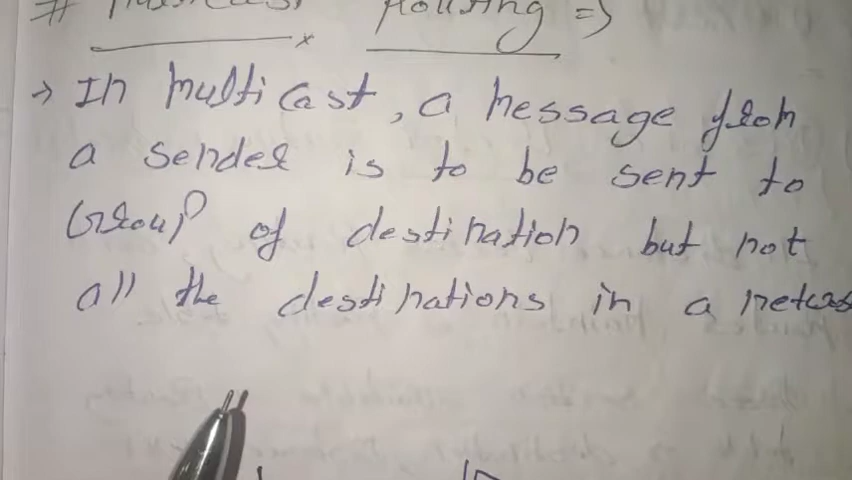 # Multicast Routing =>
→ In multicast, a message from
a sender is to be sent to
Group of destination but not
all the destinations in a